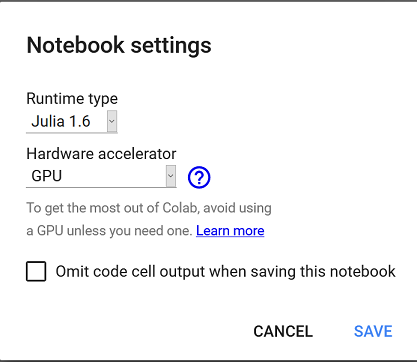 Notebook settings
Runtime type
Julia 1.6
Hardware accelerator
GPU
?
To get the most out of Colab, avoid using
a GPU unless you need one. Learn more
Omit code cell output when saving this notebook
CANCEL SAVE